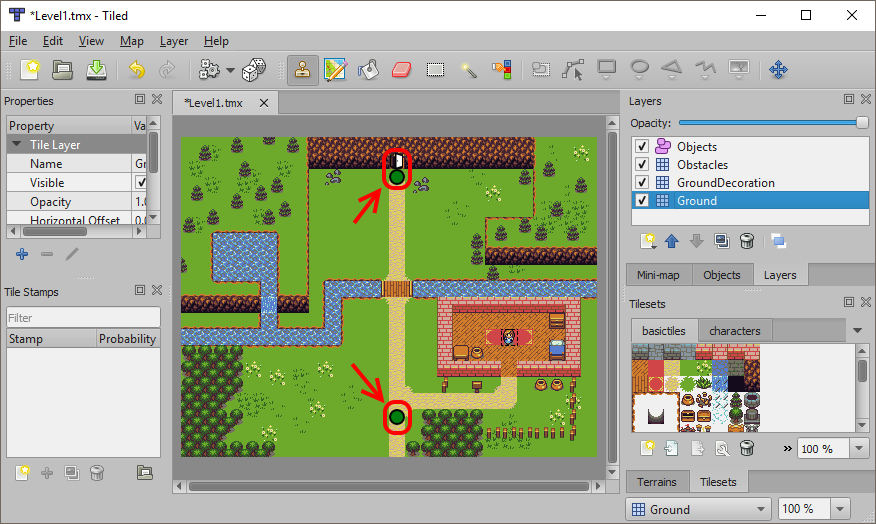 *Level1.tmx - Tiled
File Edit View Map Layer Help
Properties
Property Va
Tile Layer
Name Gr
Visible
Opacity 1.0
Horizontal Offset 0.0
Tile Stamps
Filter
Stamp Probability
*Level1.tmx
Layers
Opacity:
Objects
Obstacles
GroundDecoration
Ground
Mini-map Objects Layers
Tilesets
basictiles characters
» 100 %
Terrains Tilesets
Ground 100 %